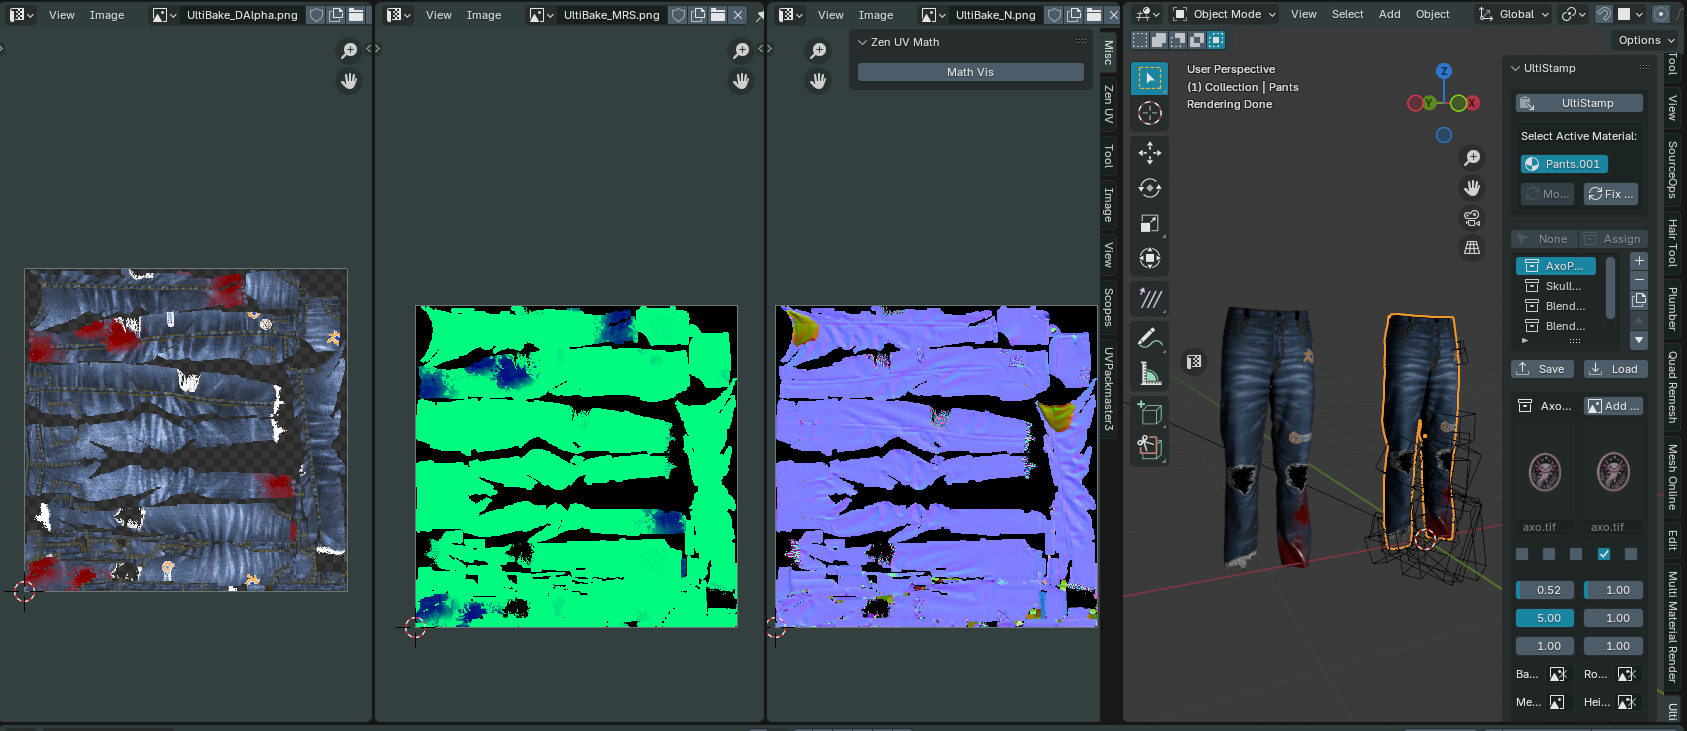 View Image UltiBake_DAlpha.png
View Image UltiBake_MRS.png
View Image UltiBake_N.png
Object Mode View Select Add Object Global
Options
Zen UV Math
Math Vis
Misc
Zen UV
Tool
Image
View
Scopes
UVPackmaster3
User Perspective
(1) Collection | Pants
Rendering Done
Z
Y
X
UltiStamp
UltiStamp
Select Active Material:
Pants.001
Mo...
Fix ...
None
Assign
AxoP...
Skull...
Blend...
Blend...
Save
Load
Axo...
Add ...
axo.tif
axo.tif
0.52
1.00
5.00
1.00
1.00
1.00
Ba...
Ro...
Me...
Hei...
Tool
View
SourceOps
Hair Tool
Plumber
Quad Remesh
Mesh Online
Edit
Multi Material Render
Ulti